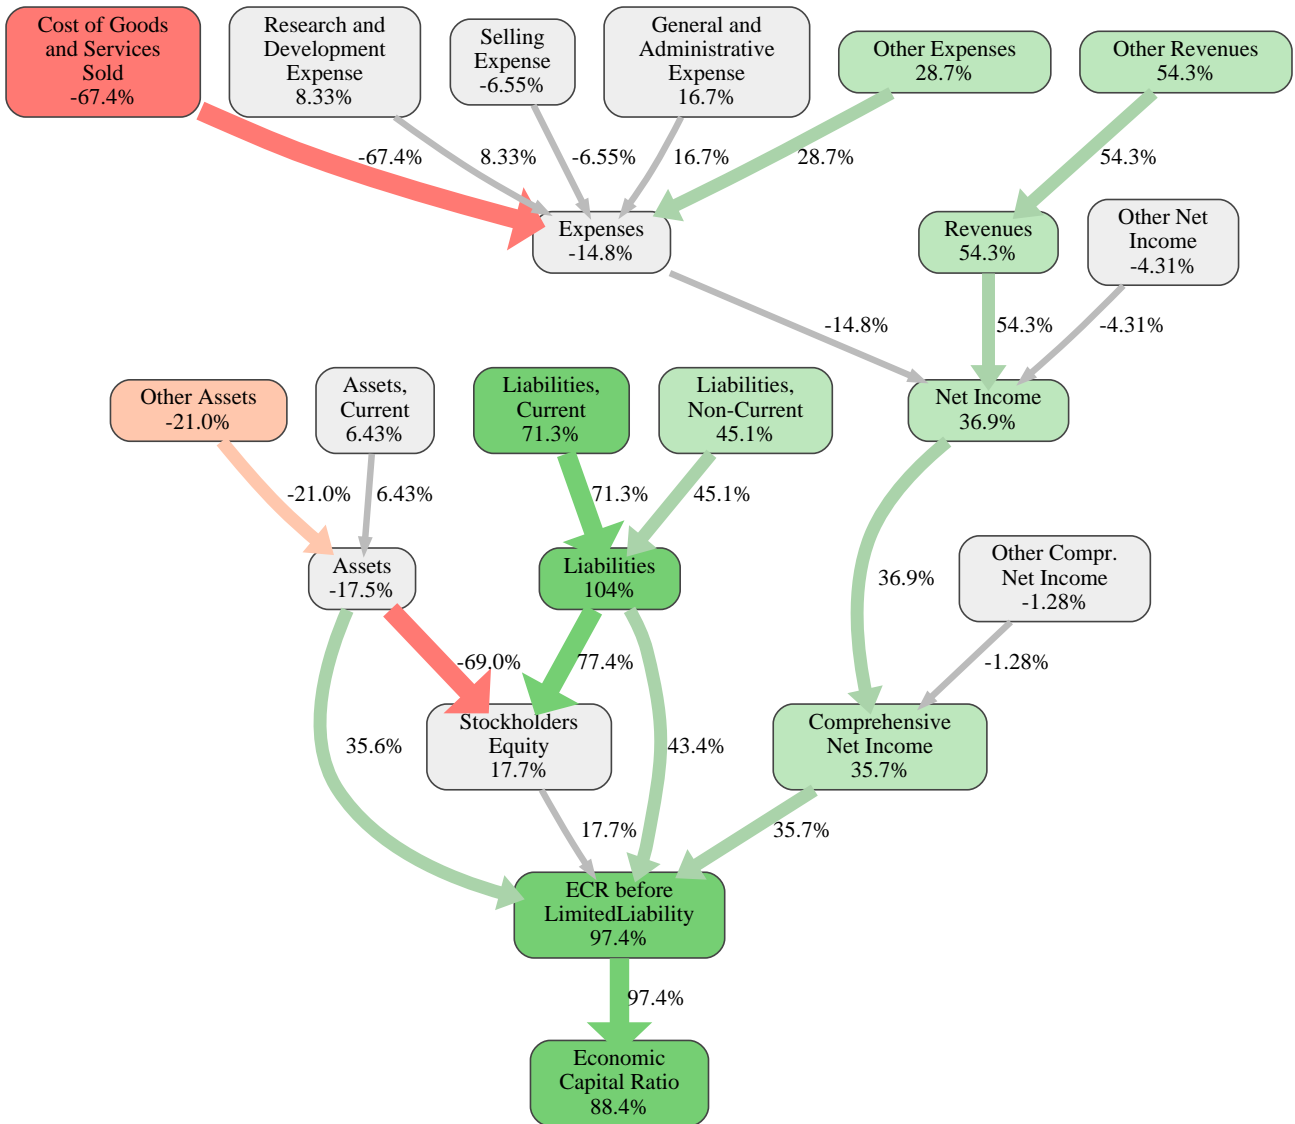 Cost of Goods
and Services
Sold
-67.4%
Research and
Development
Expense
8.33%
Selling
Expense
-6.55%
General and
Administrative
Expense
16.7%
Other Expenses
28.7%
Other Revenues
54.3%
-67.4%
8.33%
-6.55%
16.7%
28.7%
54.3%
Expenses
-14.8%
Revenues
54.3%
Other Net
Income
-4.31%
-14.8%
54.3%
-4.31%
Other Assets
-21.0%
Assets,
Current
6.43%
Liabilities,
Current
71.3%
Liabilities,
Non-Current
45.1%
Net Income
36.9%
-21.0%
6.43%
71.3%
45.1%
Assets
-17.5%
Liabilities
104%
36.9%
Other Compr.
Net Income
-1.28%
-69.0%
77.4%
-1.28%
Stockholders
Equity
17.7%
35.6%
43.4%
Comprehensive
Net Income
35.7%
17.7%
35.7%
ECR before
LimitedLiability
97.4%
97.4%
Economic
Capital Ratio
88.4%